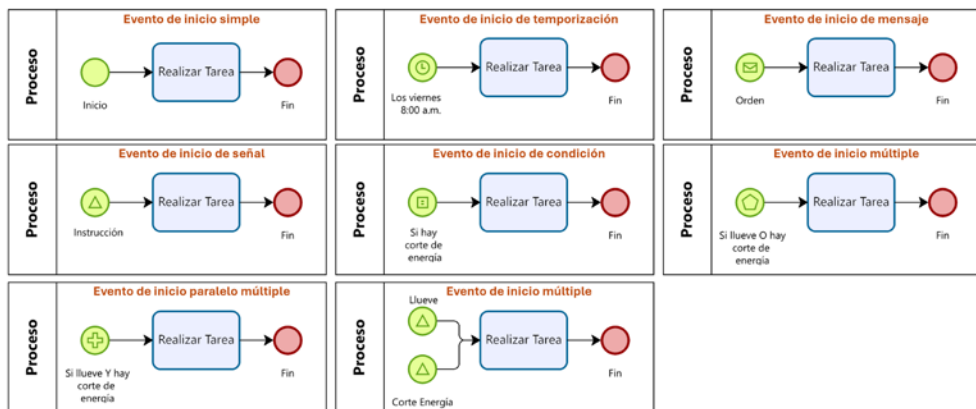 Evento de inicio simple
Proceso
Realizar Tarea
Inicio
Fin
Evento de inicio de temporización
Proceso
Realizar Tarea
Los viernes
8:00 a.m.
Fin
Evento de inicio de mensaje
Proceso
Realizar Tarea
Orden
Fin
Evento de inicio de señal
Proceso
Realizar Tarea
Instrucción
Fin
Evento de inicio de condición
Proceso
Realizar Tarea
Si hay
corte de
energía
Fin
Evento de inicio múltiple
Proceso
Realizar Tarea
Si llueve O hay
corte de
energía
Fin
Evento de inicio paralelo múltiple
Proceso
Realizar Tarea
Si llueve Y hay
corte de
energía
Fin
Evento de inicio múltiple
Proceso
Llueve
Realizar Tarea
Corte Energía
Fin